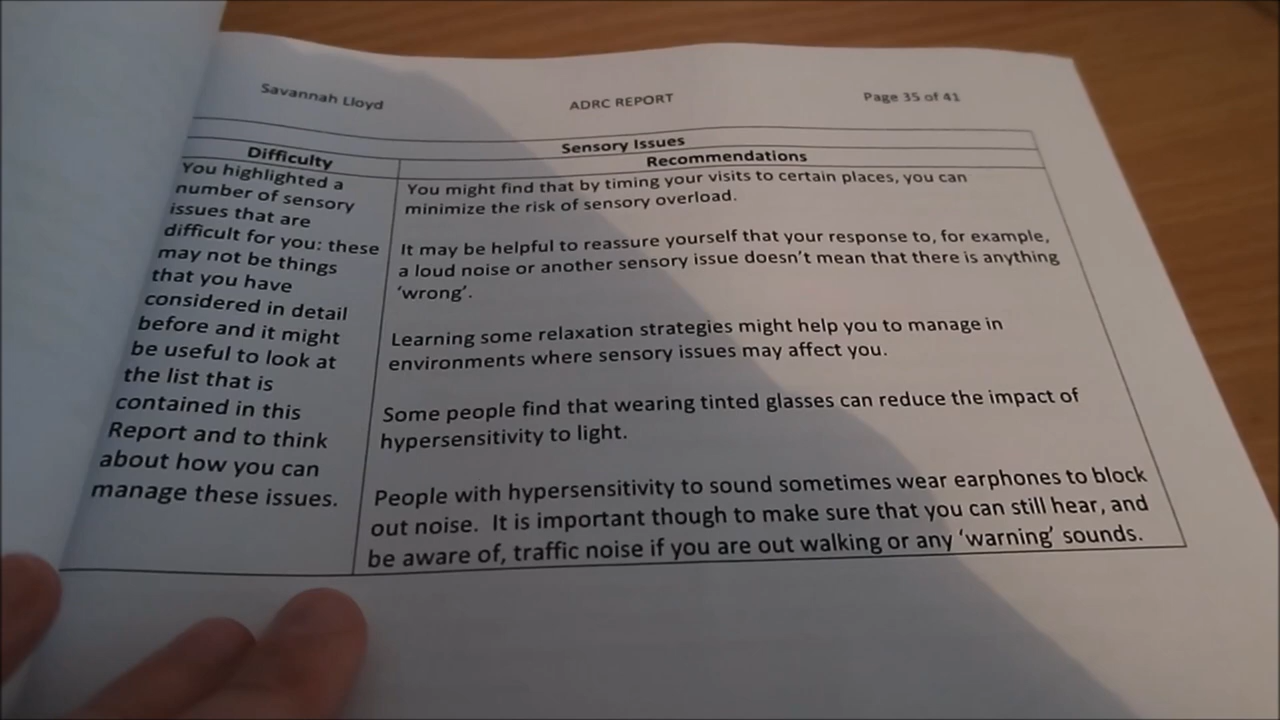 Savannah Lloyd
ADRC REPORT
Page 35 of 41
Sensory Issues
Difficulty
Recommendations
You highlighted a
number of sensory
issues that are
difficult for you: these
may not be things
that you have
considered in detail
before and it might
be useful to look at
the list that is
contained in this
Report and to think
about how you can
manage these issues.
You might find that by timing your visits to certain places, you can
minimize the risk of sensory overload.
It may be helpful to reassure yourself that your response to, for example,
a loud noise or another sensory issue doesn't mean that there is anything
'wrong'.
Learning some relaxation strategies might help you to manage in
environments where sensory issues may affect you.
Some people find that wearing tinted glasses can reduce the impact of
hypersensitivity to light.
People with hypersensitivity to sound sometimes wear earphones to block
out noise.  It is important though to make sure that you can still hear, and
be aware of, traffic noise if you are out walking or any 'warning' sounds.